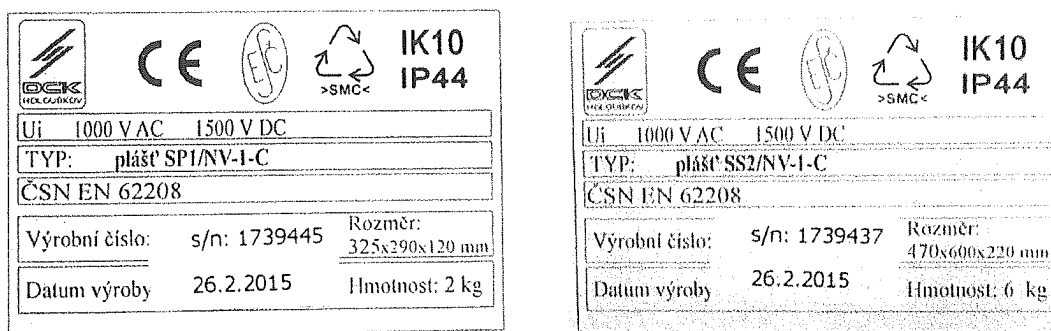 IK10
IP44
DCK
HOLOUBKOV
CE
ESČ
>SMC<
Ui 1000 V AC 1500 V DC
TYP: plášť SP1/NV-1-C
ČSN EN 62208
Výrobní číslo: s/n: 1739445
Rozměr:
325x290x120 mm
Datum výroby 26.2.2015 Hmotnost: 2 kg
IK10
IP44
DCK
HOLOUBKOV
CE
>SMC<
Ui 1000 V AC 1500 V DC
TYP: plášť SS2/NV-1-C
ČSN EN 62208
Výrobní číslo: s/n: 1739437
Rozměr:
470x600x220 mm
Datum výroby 26.2.2015 Hmotnost: 6 kg